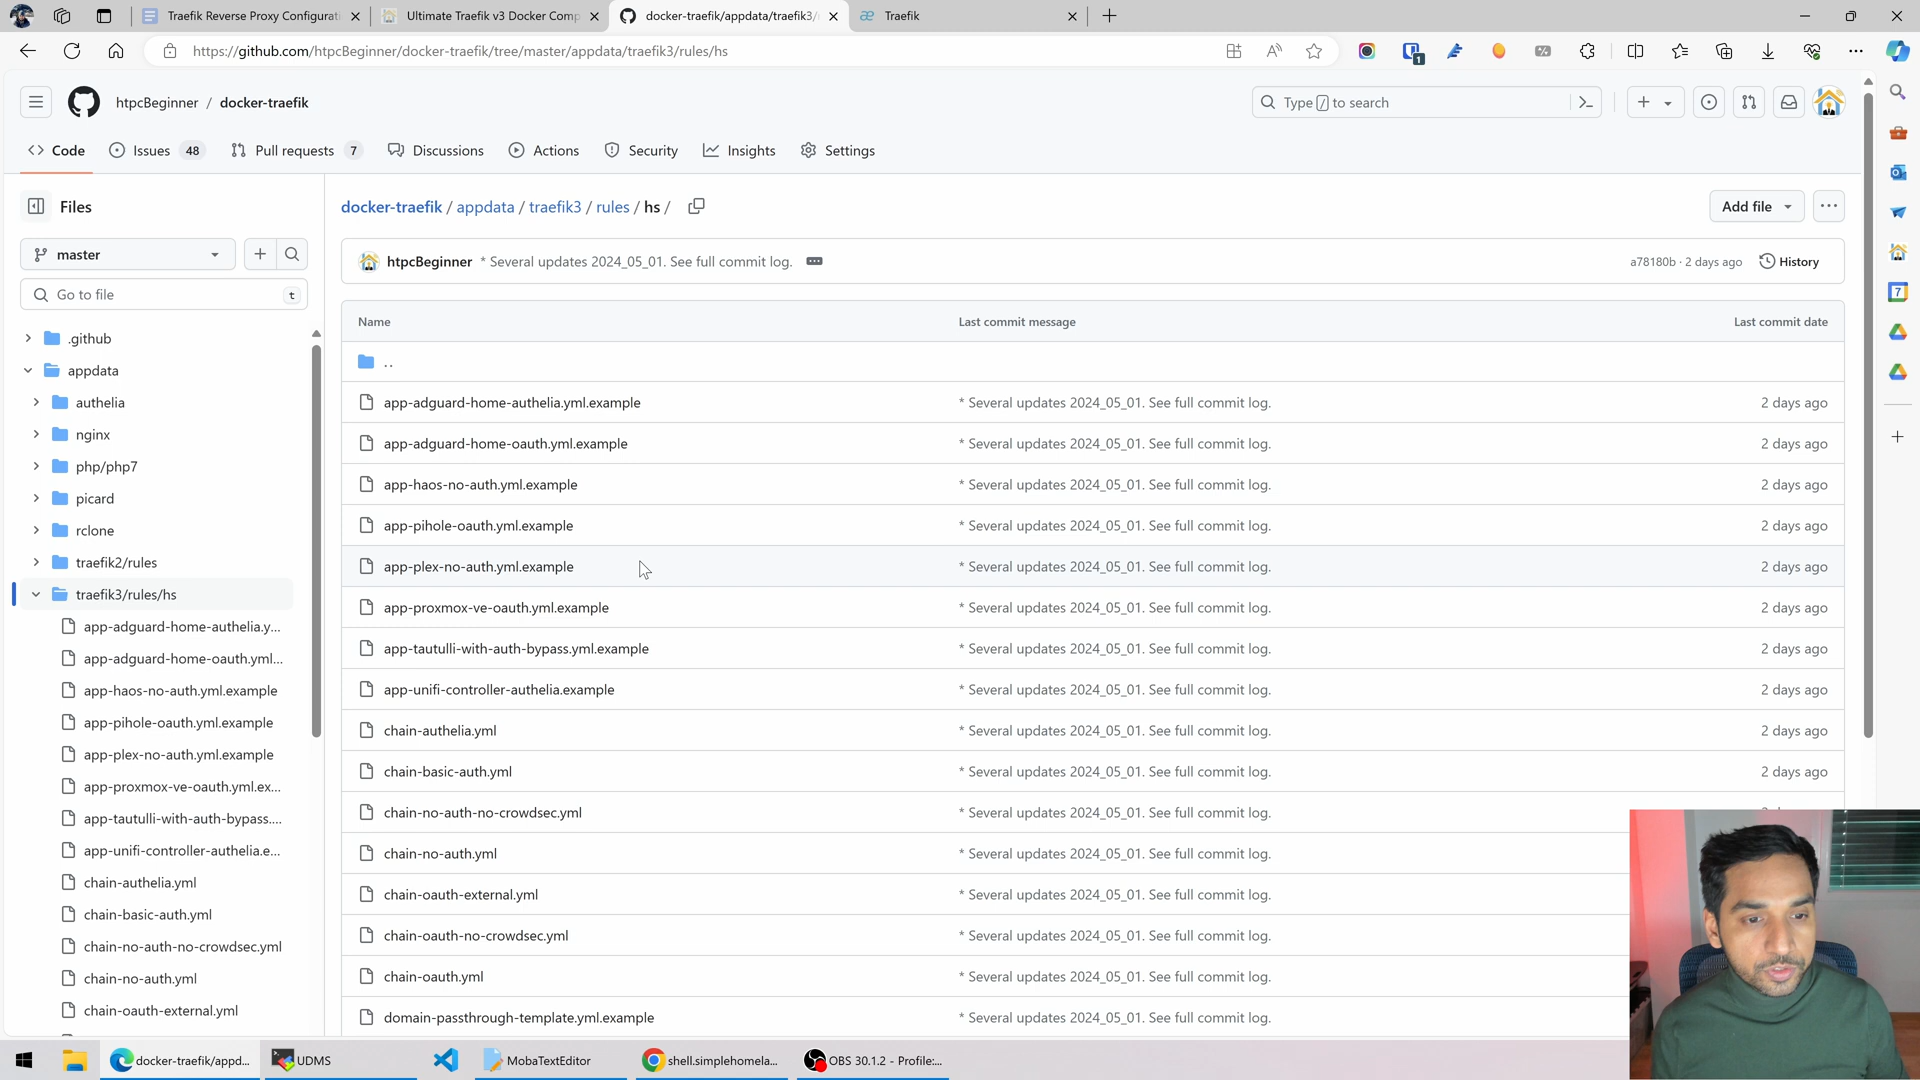 Traefik Reverse Proxy Configurati
Ultimate Traefik v3 Docker Comp
docker-traefik/appdata/traefik3/
Traefik
https://github.com/htpcBeginner/docker-traefik/tree/master/appdata/traefik3/rules/hs
htpcBeginner / docker-traefik
Type / to search
Code
Issues 48
Pull requests 7
Discussions
Actions
Security
Insights
Settings
Files
master
Go to file
t
.github
appdata
authelia
nginx
php/php7
picard
rclone
traefik2/rules
traefik3/rules/hs
app-adguard-home-authelia.y...
app-adguard-home-oauth.yml...
app-haos-no-auth.yml.example
app-pihole-oauth.yml.example
app-plex-no-auth.yml.example
app-proxmox-ve-oauth.yml.ex...
app-tautulli-with-auth-bypass....
app-unifi-controller-authelia.e...
chain-authelia.yml
chain-basic-auth.yml
chain-no-auth-no-crowdsec.yml
chain-no-auth.yml
chain-oauth-external.yml
docker-traefik / appdata / traefik3 / rules / hs /
Add file
htpcBeginner * Several updates 2024_05_01. See full commit log.
a78180b · 2 days ago
History
Name Last commit message Last commit date
..
app-adguard-home-authelia.yml.example * Several updates 2024_05_01. See full commit log. 2 days ago
app-adguard-home-oauth.yml.example * Several updates 2024_05_01. See full commit log. 2 days ago
app-haos-no-auth.yml.example * Several updates 2024_05_01. See full commit log. 2 days ago
app-pihole-oauth.yml.example * Several updates 2024_05_01. See full commit log. 2 days ago
app-plex-no-auth.yml.example * Several updates 2024_05_01. See full commit log. 2 days ago
app-proxmox-ve-oauth.yml.example * Several updates 2024_05_01. See full commit log. 2 days ago
app-tautulli-with-auth-bypass.yml.example * Several updates 2024_05_01. See full commit log. 2 days ago
app-unifi-controller-authelia.example * Several updates 2024_05_01. See full commit log. 2 days ago
chain-authelia.yml * Several updates 2024_05_01. See full commit log. 2 days ago
chain-basic-auth.yml * Several updates 2024_05_01. See full commit log. 2 days ago
chain-no-auth-no-crowdsec.yml * Several updates 2024_05_01. See full commit log.
chain-no-auth.yml * Several updates 2024_05_01. See full commit log.
chain-oauth-external.yml * Several updates 2024_05_01. See full commit log.
chain-oauth-no-crowdsec.yml * Several updates 2024_05_01. See full commit log.
chain-oauth.yml * Several updates 2024_05_01. See full commit log.
domain-passthrough-template.yml.example * Several updates 2024_05_01. See full commit log.
docker-traefik/appd...
UDMS
MobaTextEditor
shell.simplehomela...
OBS 30.1.2 - Profile:...